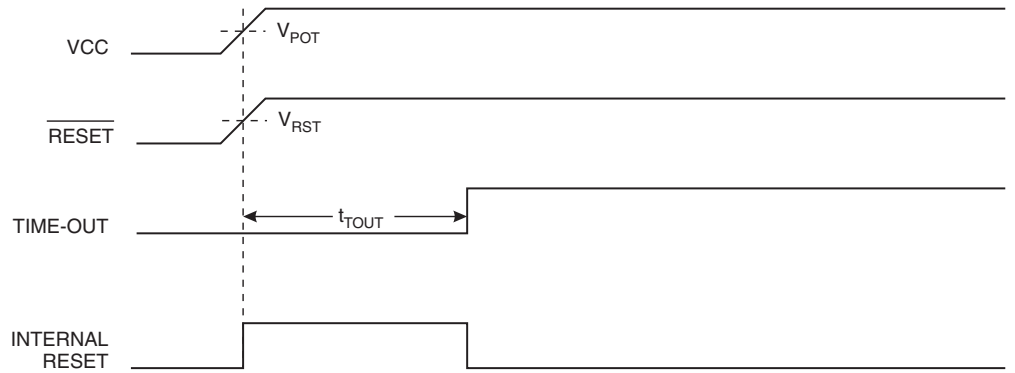 VCC
VPOT
RESET
VRST
TIME-OUT
tTOUT
INTERNAL
RESET